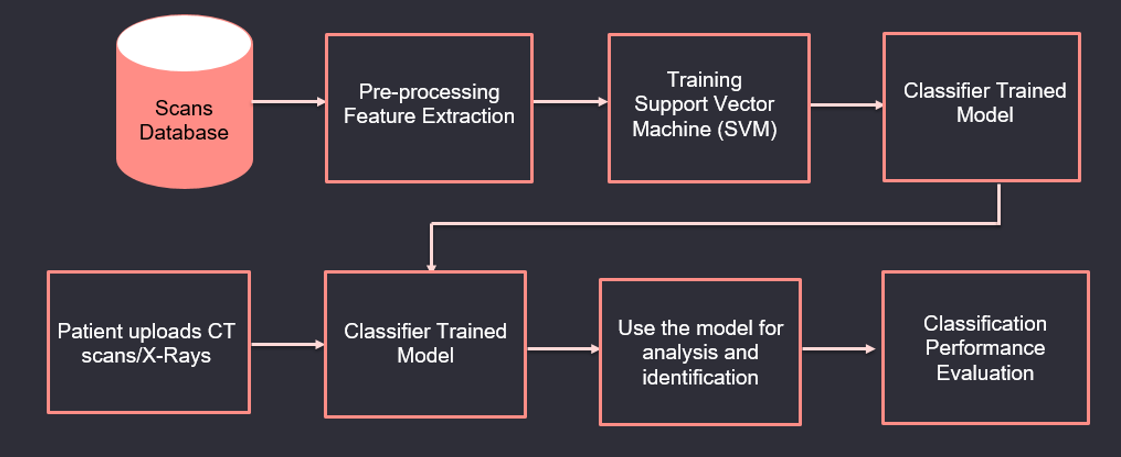 Scans
Database
Pre-processing
Feature Extraction
Training
Support Vector
Machine (SVM)
Classifier Trained
Model
Patient uploads CT
scans/X-Rays
Classifier Trained
Model
Use the model for
analysis and
identification
Classification
Performance
Evaluation